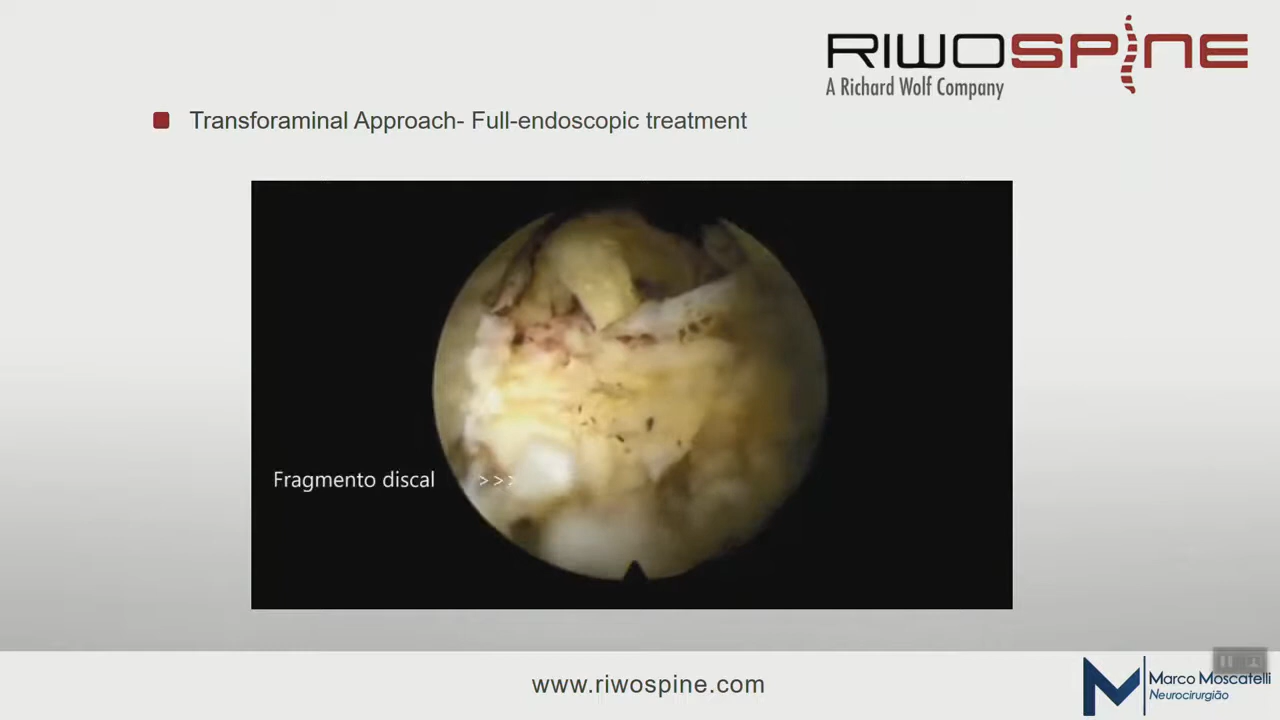 RIWOSPINE
A Richard Wolf Company
Transforaminal Approach- Full-endoscopic treatment
Fragmento discal >>>
www.riwospine.com
Marco Moscatelli
Neurocirurgião